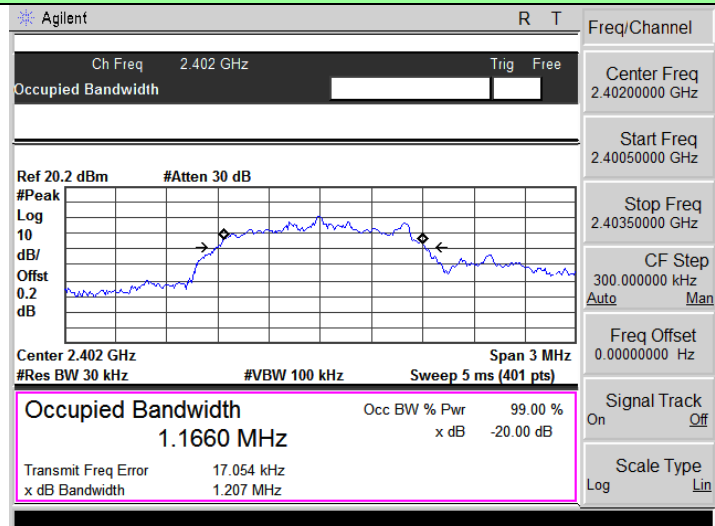 Agilent R T
Freq/Channel
Ch Freq 2.402 GHz Trig Free
Occupied Bandwidth
Center Freq
2.40200000 GHz
Start Freq
2.40050000 GHz
Stop Freq
2.40350000 GHz
CF Step
300.000000 kHz
Auto Man
Freq Offset
0.00000000 Hz
Signal Track
On Off
Scale Type
Log Lin
Ref 20.2 dBm #Atten 30 dB
#Peak
Log
10
dB/
Offst
0.2
dB
Center 2.402 GHz Span 3 MHz
#Res BW 30 kHz #VBW 100 kHz Sweep 5 ms (401 pts)
Occupied Bandwidth Occ BW % Pwr 99.00 %
1.1660 MHz x dB -20.00 dB
Transmit Freq Error 17.054 kHz
x dB Bandwidth 1.207 MHz